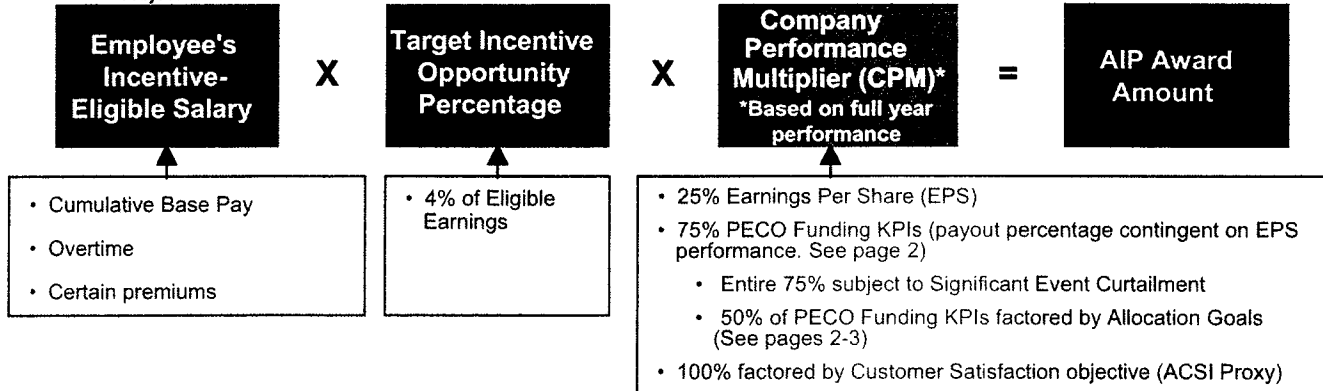 Employee's
Incentive-
Eligible Salary
X
Target Incentive
Opportunity
Percentage
X
Company
Performance
Multiplier (CPM)*
*Based on full year
performance
=
AIP Award
Amount
• Cumulative Base Pay
• Overtime
• Certain premiums
• 4% of Eligible
Earnings
• 25% Earnings Per Share (EPS)
• 75% PECO Funding KPIs (payout percentage contingent on EPS
performance. See page 2)
• Entire 75% subject to Significant Event Curtailment
• 50% of PECO Funding KPIs factored by Allocation Goals
(See pages 2-3)
• 100% factored by Customer Satisfaction objective (ACSI Proxy)